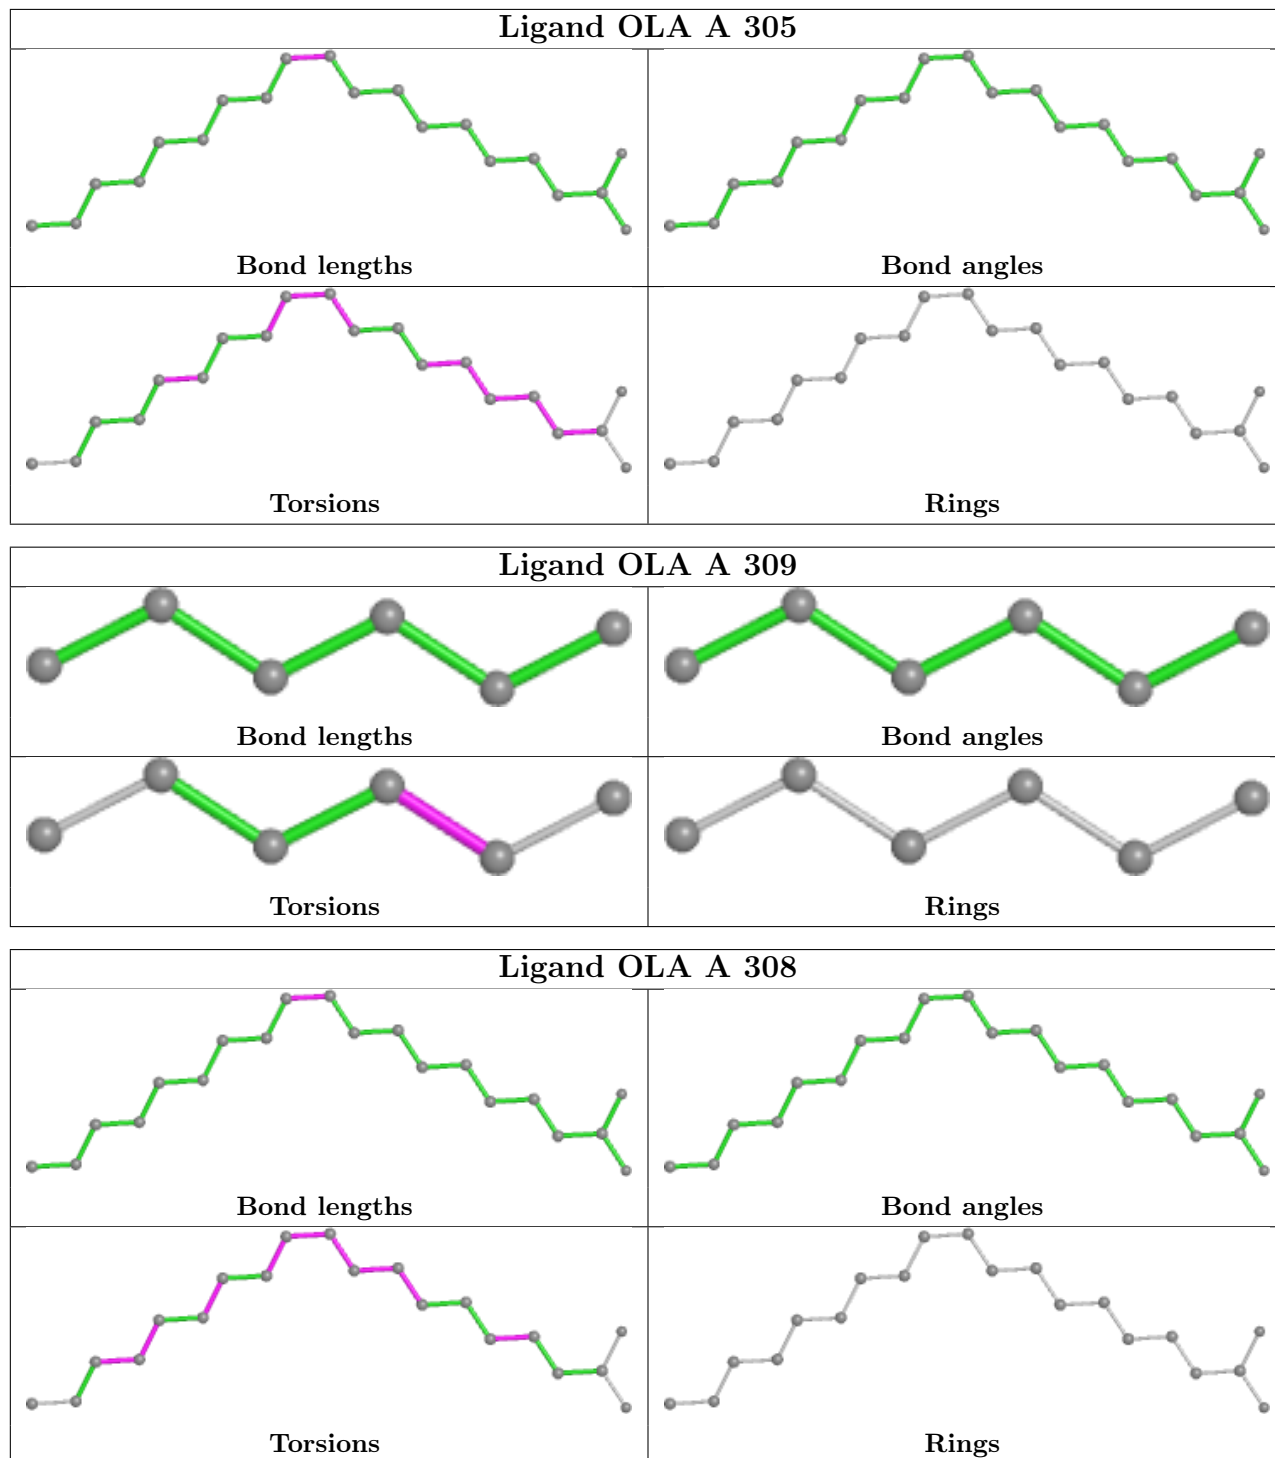 Ligand OLA A 305
Bond lengths
Bond angles
Torsions
Rings
Ligand OLA A 309
Bond lengths
Bond angles
Torsions
Rings
Ligand OLA A 308
Bond lengths
Bond angles
Torsions
Rings